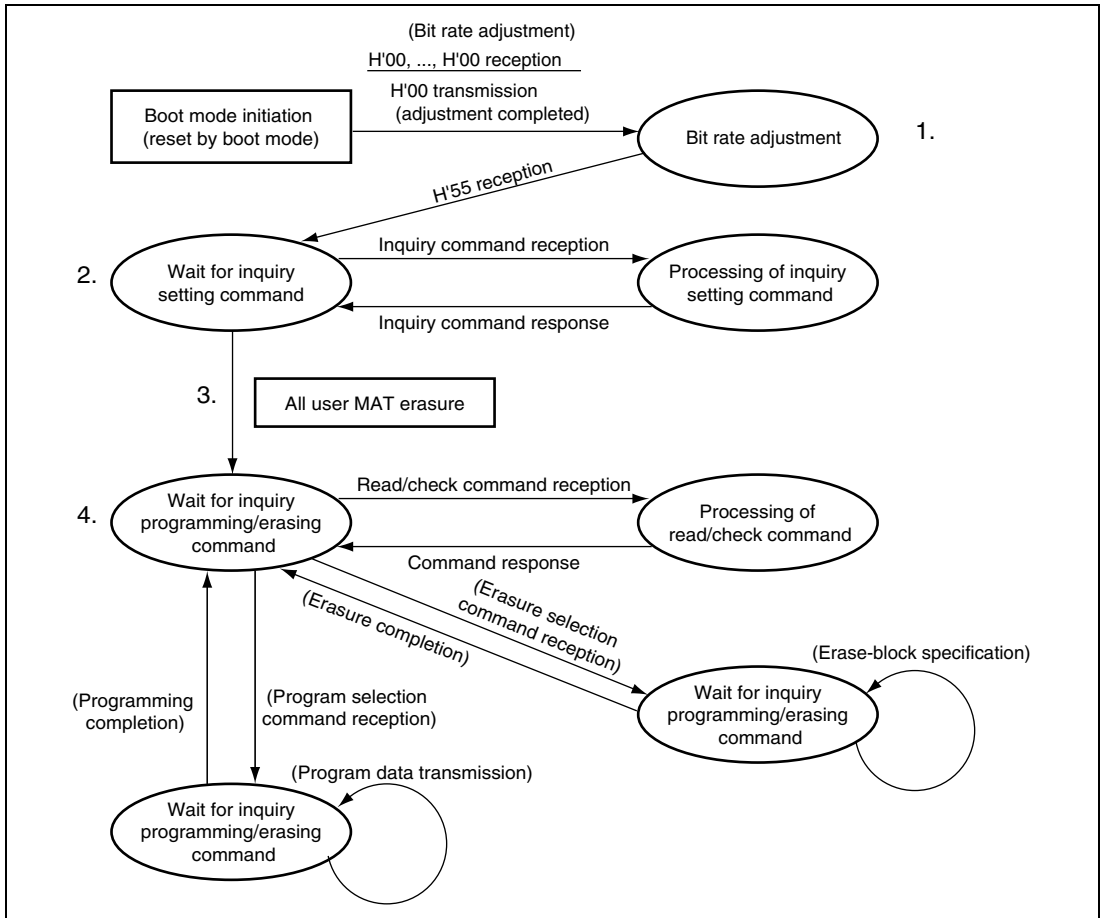 (Bit rate adjustment)
H'00, ..., H'00 reception
H'00 transmission
(adjustment completed)
Boot mode initiation
(reset by boot mode)
Bit rate adjustment
1.
H'55 reception
2.
Wait for inquiry
setting command
Inquiry command reception
Inquiry command response
Processing of inquiry
setting command
3.
All user MAT erasure
4.
Wait for inquiry
programming/erasing
command
Read/check command reception
Command response
Processing of
read/check command
(Erasure selection
command reception)
(Erasure completion)
(Erase-block specification)
Wait for inquiry
programming/erasing
command
(Programming
completion)
(Program selection
command reception)
(Program data transmission)
Wait for inquiry
programming/erasing
command